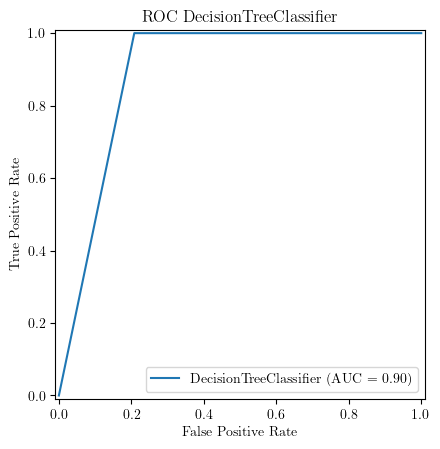 ROC DecisionTreeClassifier
True Positive Rate
1.0
0.8
0.6
0.4
0.2
0.0
DecisionTreeClassifier (AUC = 0.90)
0.0 0.2 0.4 0.6 0.8 1.0
False Positive Rate